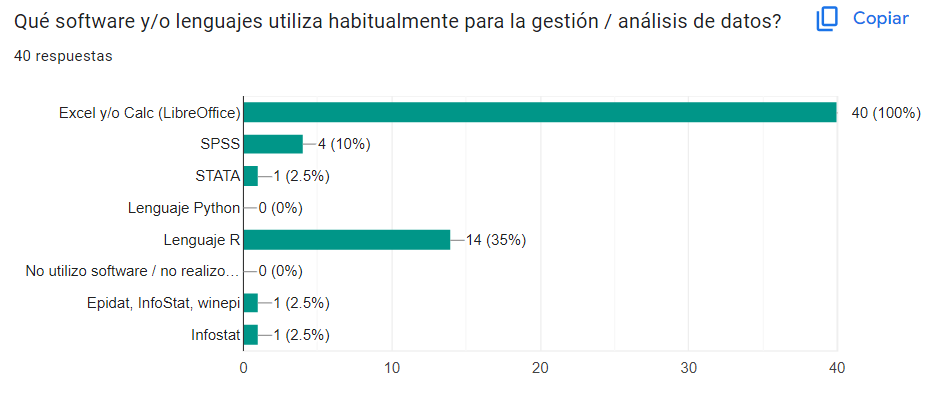 Qué software y/o lenguajes utiliza habitualmente para la gestión / análisis de datos?
Copiar
40 respuestas
Excel y/o Calc (LibreOffice) 40 (100%)
SPSS 4 (10%)
STATA 1 (2.5%)
Lenguaje Python 0 (0%)
Lenguaje R 14 (35%)
No utilizo software / no realizo… 0 (0%)
Epidat, InfoStat, winepi 1 (2.5%)
Infostat 1 (2.5%)
0 10 20 30 40